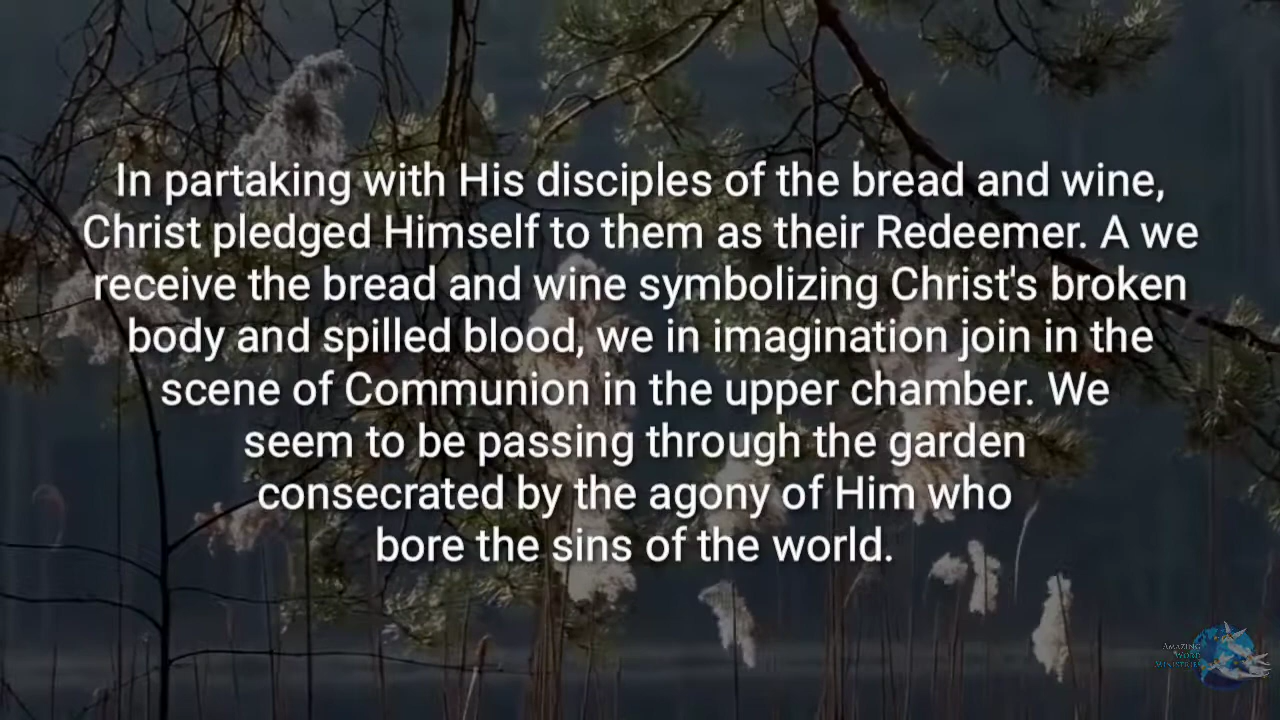 In partaking with His disciples of the bread and wine,
Christ pledged Himself to them as their Redeemer. A we
receive the bread and wine symbolizing Christ's broken
body and spilled blood, we in imagination join in the
scene of Communion in the upper chamber. We
seem to be passing through the garden
consecrated by the agony of Him who
bore the sins of the world.
AMAZING
WORD
MINISTRIES